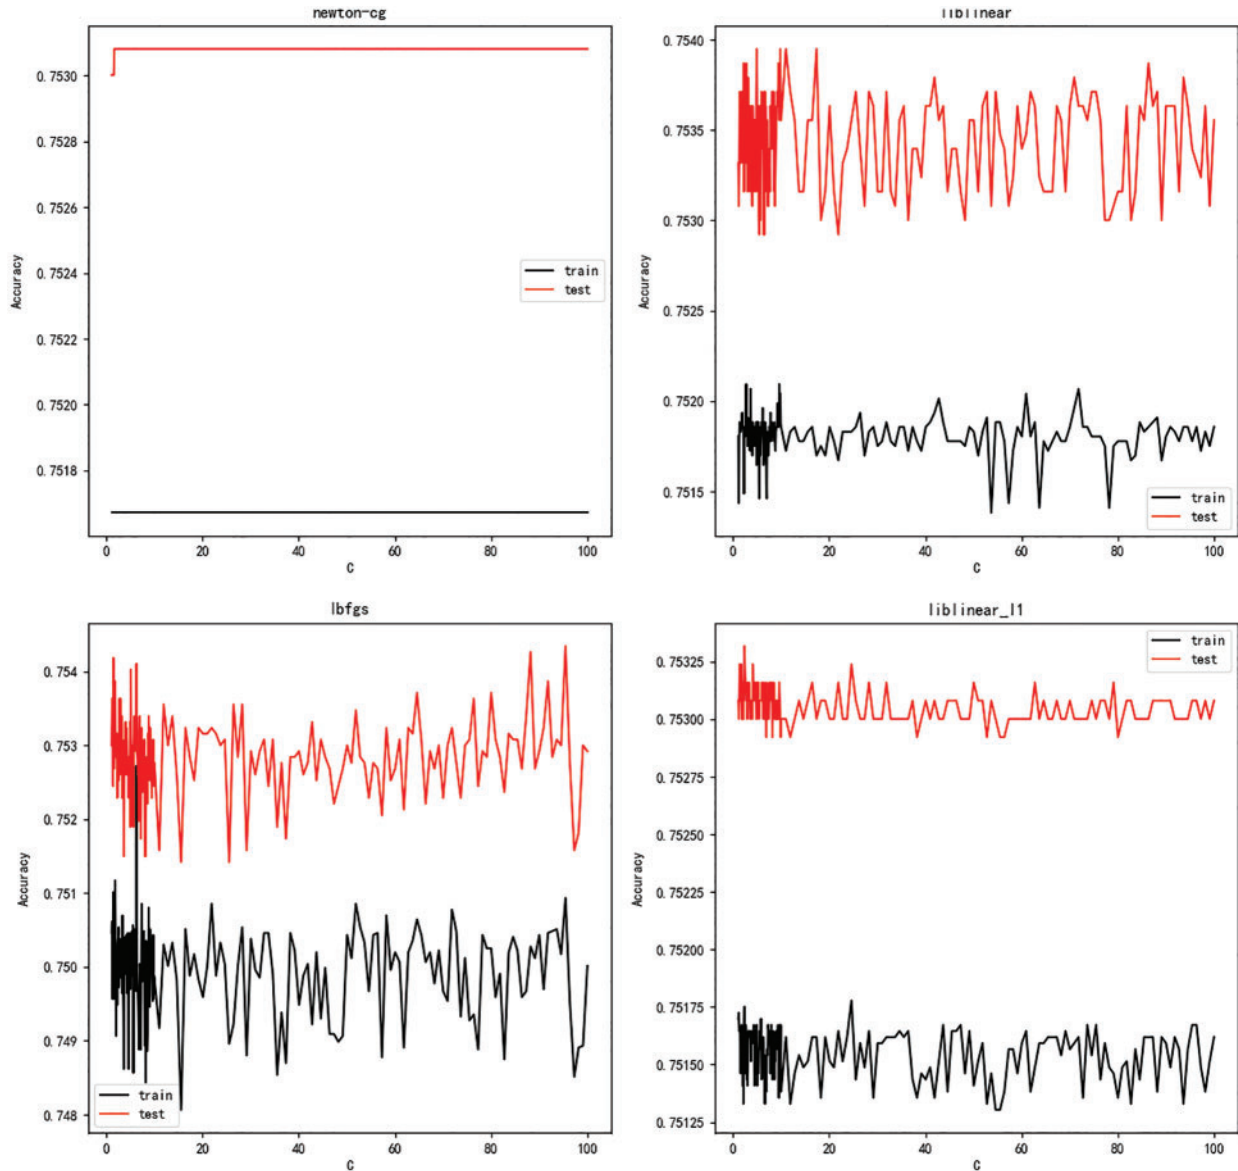 newton-cg
0.7530
0.7528
0.7526
0.7524
0.7522
0.7520
0.7518
Accuracy
train
test
0
20
40
60
80
100
C
liblinear
0.7540
0.7535
0.7530
0.7525
0.7520
0.7515
Accuracy
train
test
0
20
40
60
80
100
C
lbfgs
0.754
0.753
0.752
0.751
0.750
0.749
0.748
Accuracy
train
test
0
20
40
60
80
100
C
liblinear_l1
0.75325
0.75300
0.75275
0.75250
0.75225
0.75200
0.75175
0.75150
0.75125
Accuracy
train
test
0
20
40
60
80
100
C